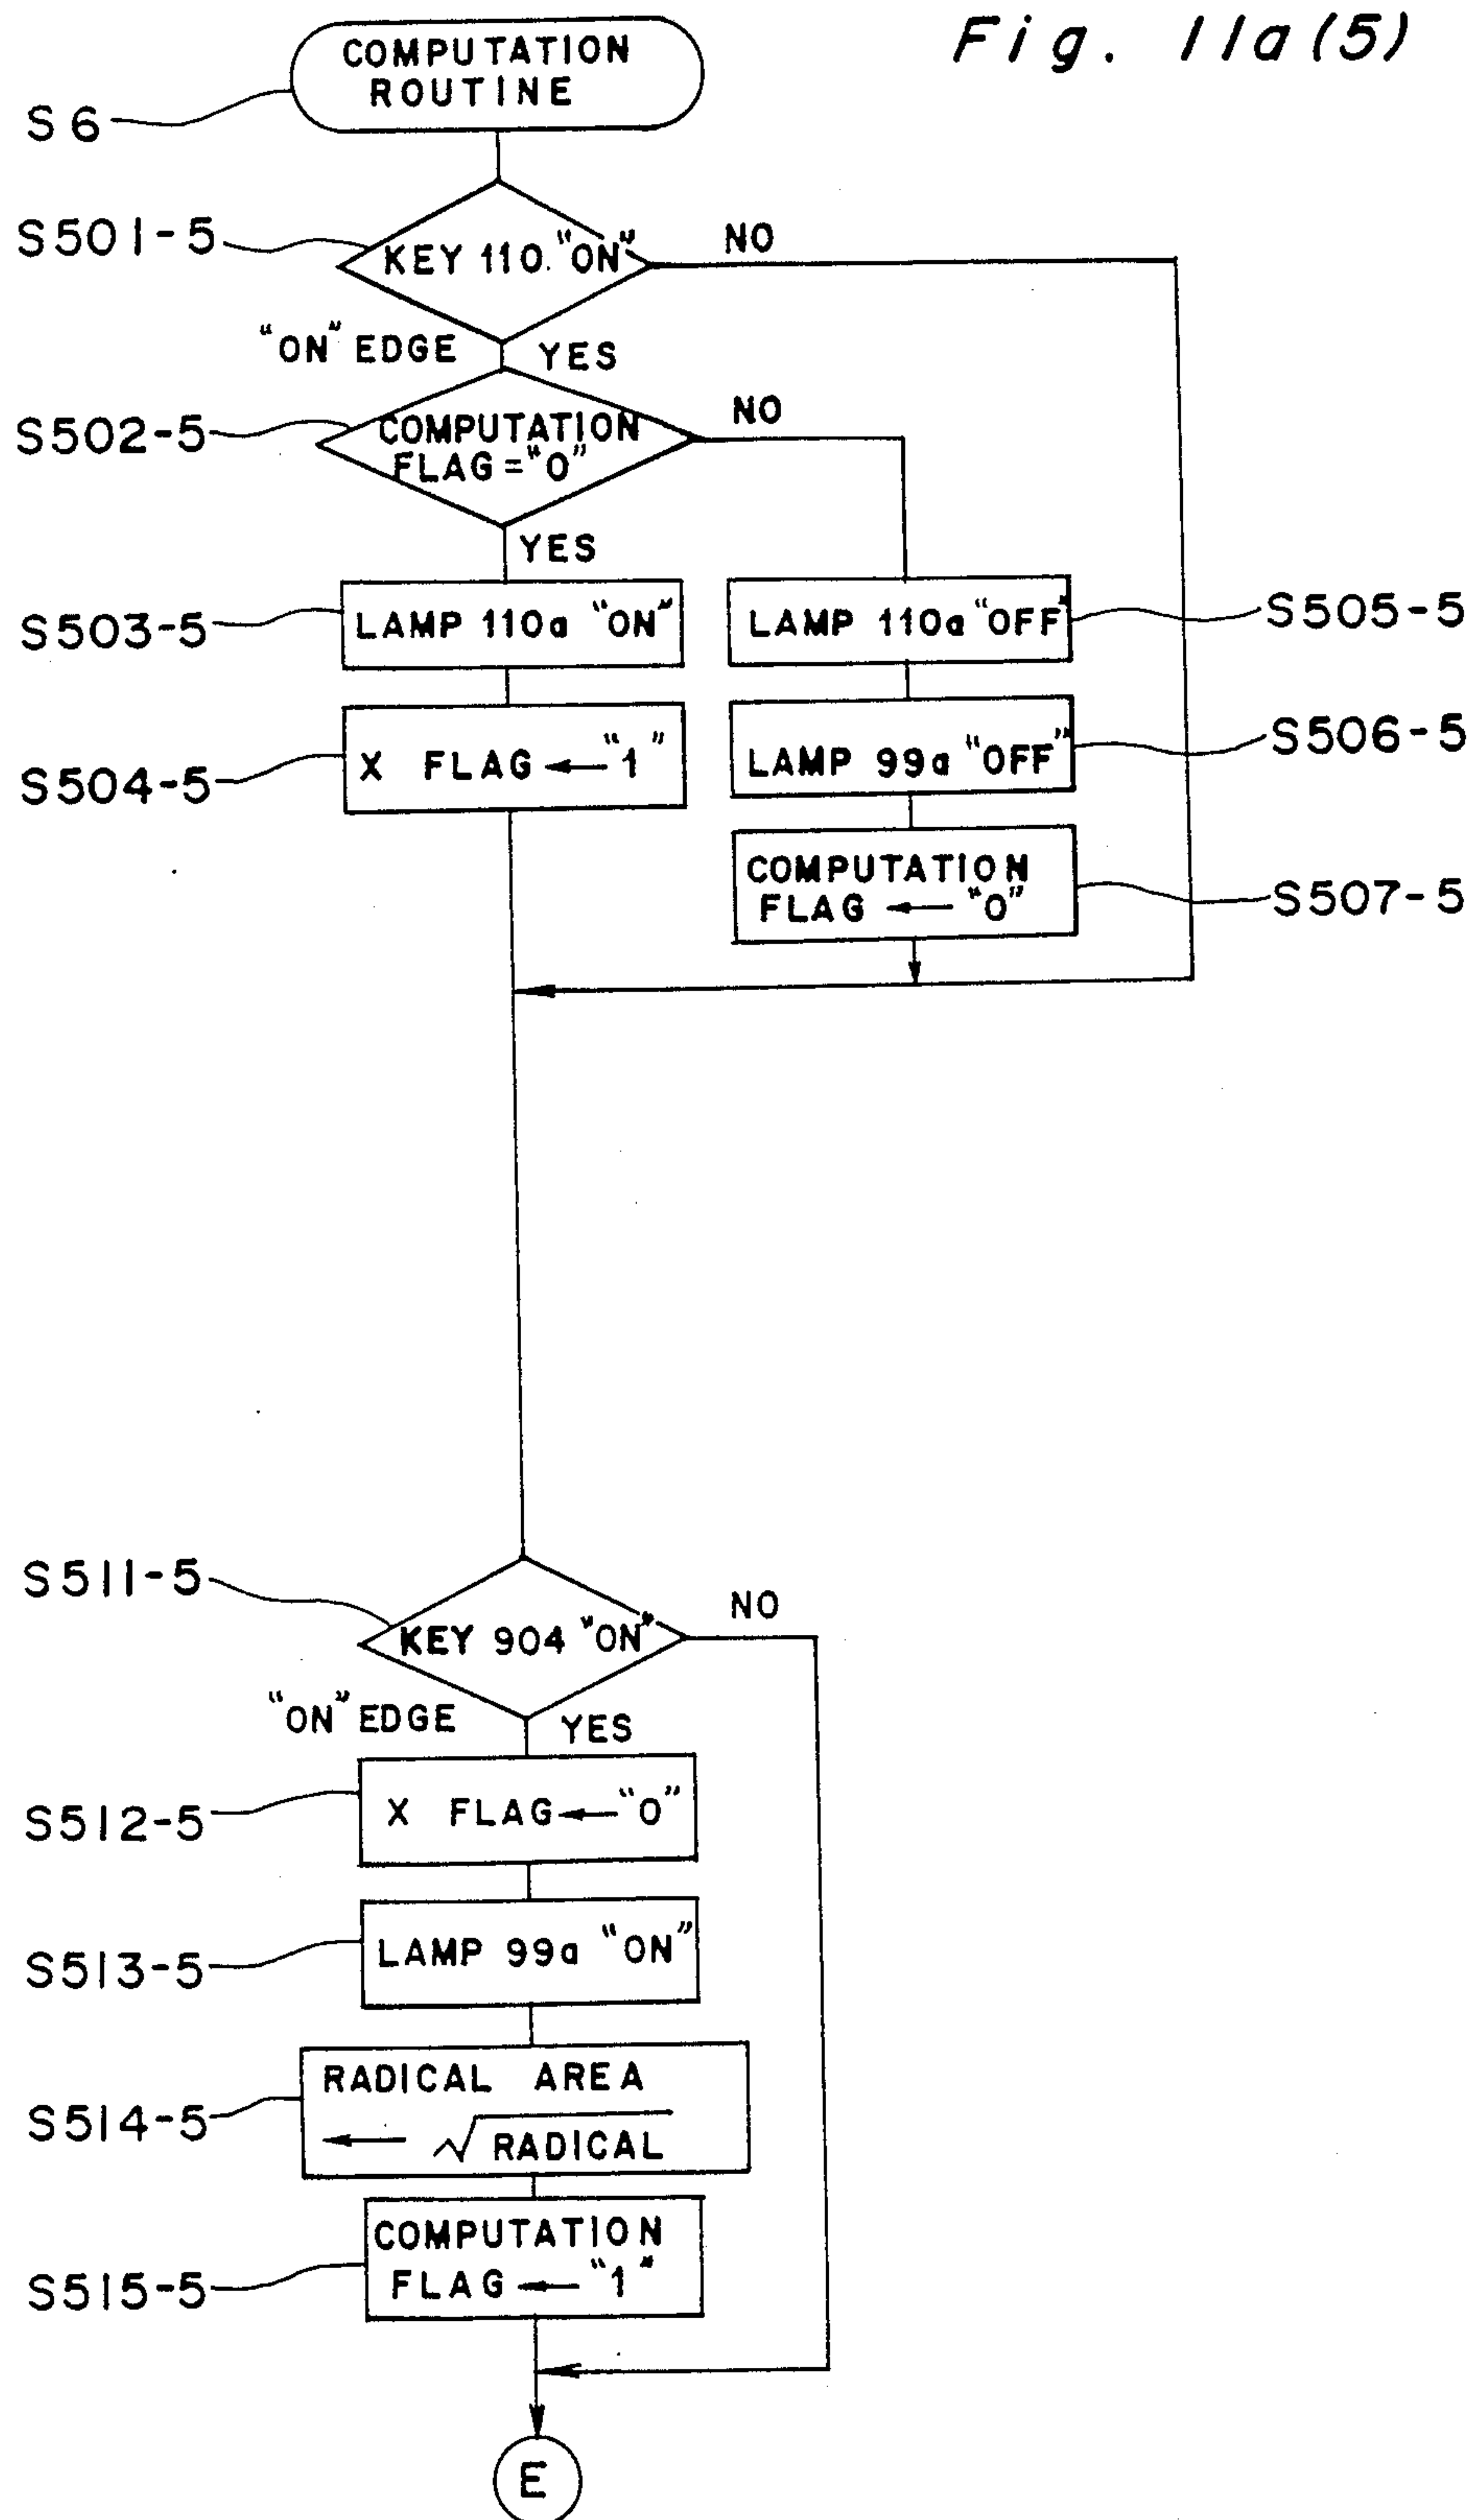 Fig. 11a(5)
COMPUTATION
ROUTINE
S6
S501-5
KEY 110. "ON"
NO
"ON" EDGE
YES
S502-5
COMPUTATION
FLAG="0"
NO
YES
S503-5
LAMP 110a "ON"
LAMP 110a "OFF"
S505-5
S504-5
X FLAG ← "1"
LAMP 99a "OFF"
S506-5
COMPUTATION
FLAG ← "0"
S507-5
S511-5
KEY 904 "ON"
NO
"ON" EDGE
YES
S512-5
X FLAG ← "0"
S513-5
LAMP 99a "ON"
S514-5
RADICAL AREA
← √RADICAL
S515-5
COMPUTATION
FLAG ← "1"
E